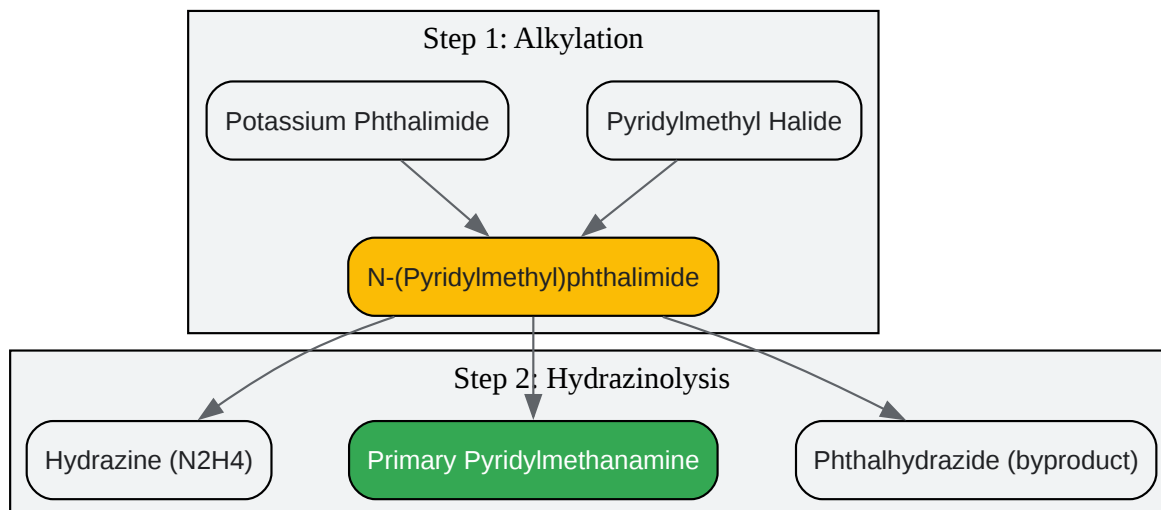 Step 1: Alkylation
Potassium Phthalimide
Pyridylmethyl Halide
N-(Pyridylmethyl)phthalimide
Step 2: Hydrazinolysis
Hydrazine (N2H4)
Primary Pyridylmethanamine
Phthalhydrazide (byproduct)